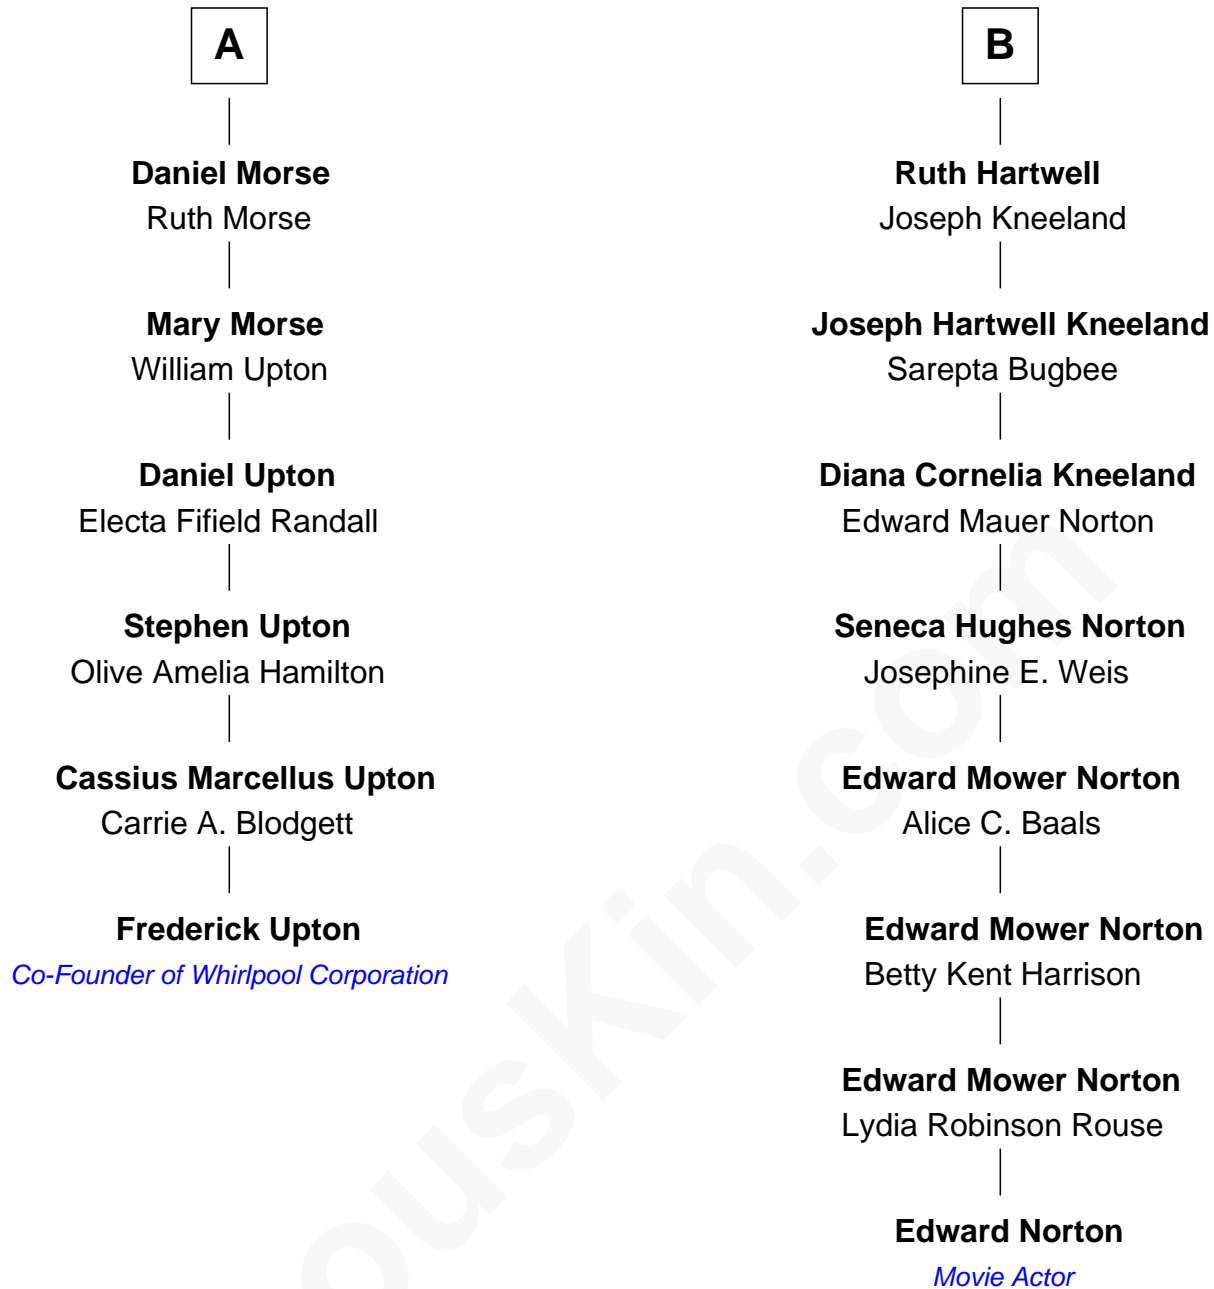 A
Daniel Morse
Ruth Morse
Mary Morse
William Upton
Daniel Upton
Electa Fifield Randall
Stephen Upton
Olive Amelia Hamilton
Cassius Marcellus Upton
Carrie A. Blodgett
Frederick Upton
Co-Founder of Whirlpool Corporation
B
Ruth Hartwell
Joseph Kneeland
Joseph Hartwell Kneeland
Sarepta Bugbee
Diana Cornelia Kneeland
Edward Mauer Norton
Seneca Hughes Norton
Josephine E. Weis
Edward Mower Norton
Alice C. Baals
Edward Mower Norton
Betty Kent Harrison
Edward Mower Norton
Lydia Robinson Rouse
Edward Norton
Movie Actor
ouskin.com